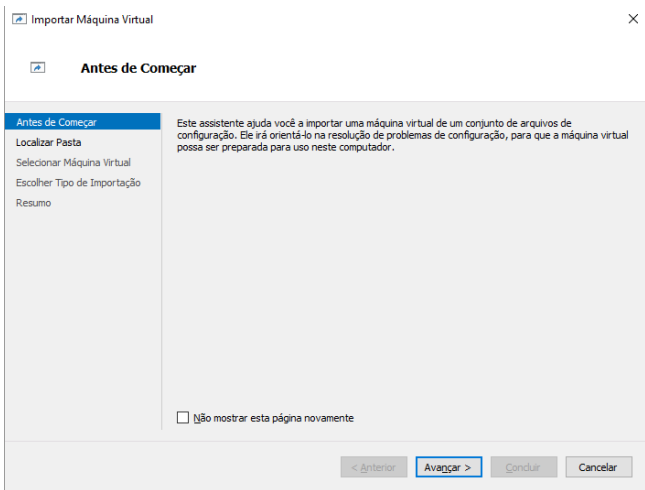 Importar Máquina Virtual
Antes de Começar
Antes de Começar
Localizar Pasta
Selecionar Máquina Virtual
Escolher Tipo de Importação
Resumo
Este assistente ajuda você a importar uma máquina virtual de um conjunto de arquivos de
configuração. Ele irá orientá-lo na resolução de problemas de configuração, para que a máquina virtual
possa ser preparada para uso neste computador.
Não mostrar esta página novamente
< Anterior
Avançar >
Concluir
Cancelar